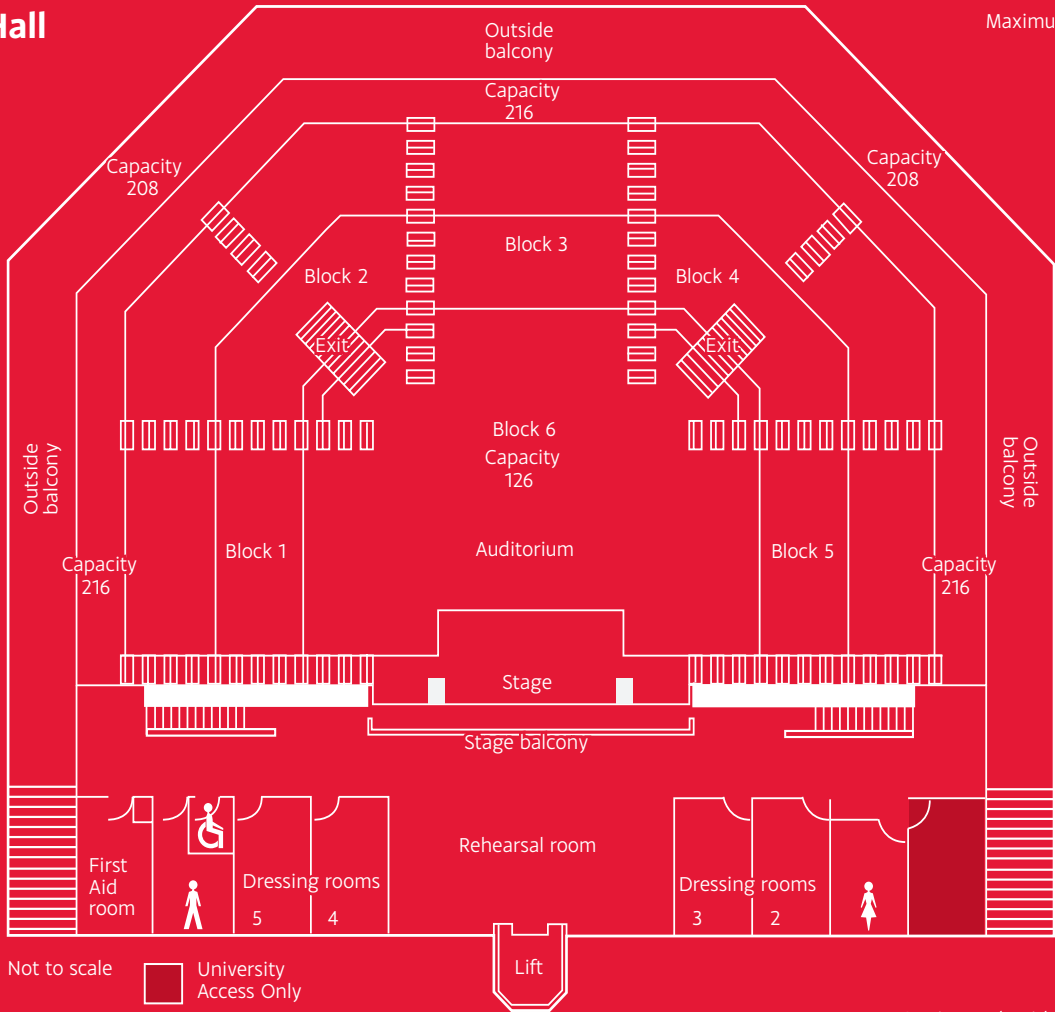 Hall
Maximu
Outside
balcony
Capacity
216
Capacity
208
Capacity
208
Block 3
Block 2
Block 4
Exit
Exit
Block 6
Capacity
126
Outside
balcony
Outside
balcony
Auditorium
Block 1
Block 5
Capacity
216
Capacity
216
Stage
Stage balcony
Rehearsal room
First
Aid
room
Dressing rooms
5 4
Dressing rooms
3 2
Lift
Not to scale
University
Access Only